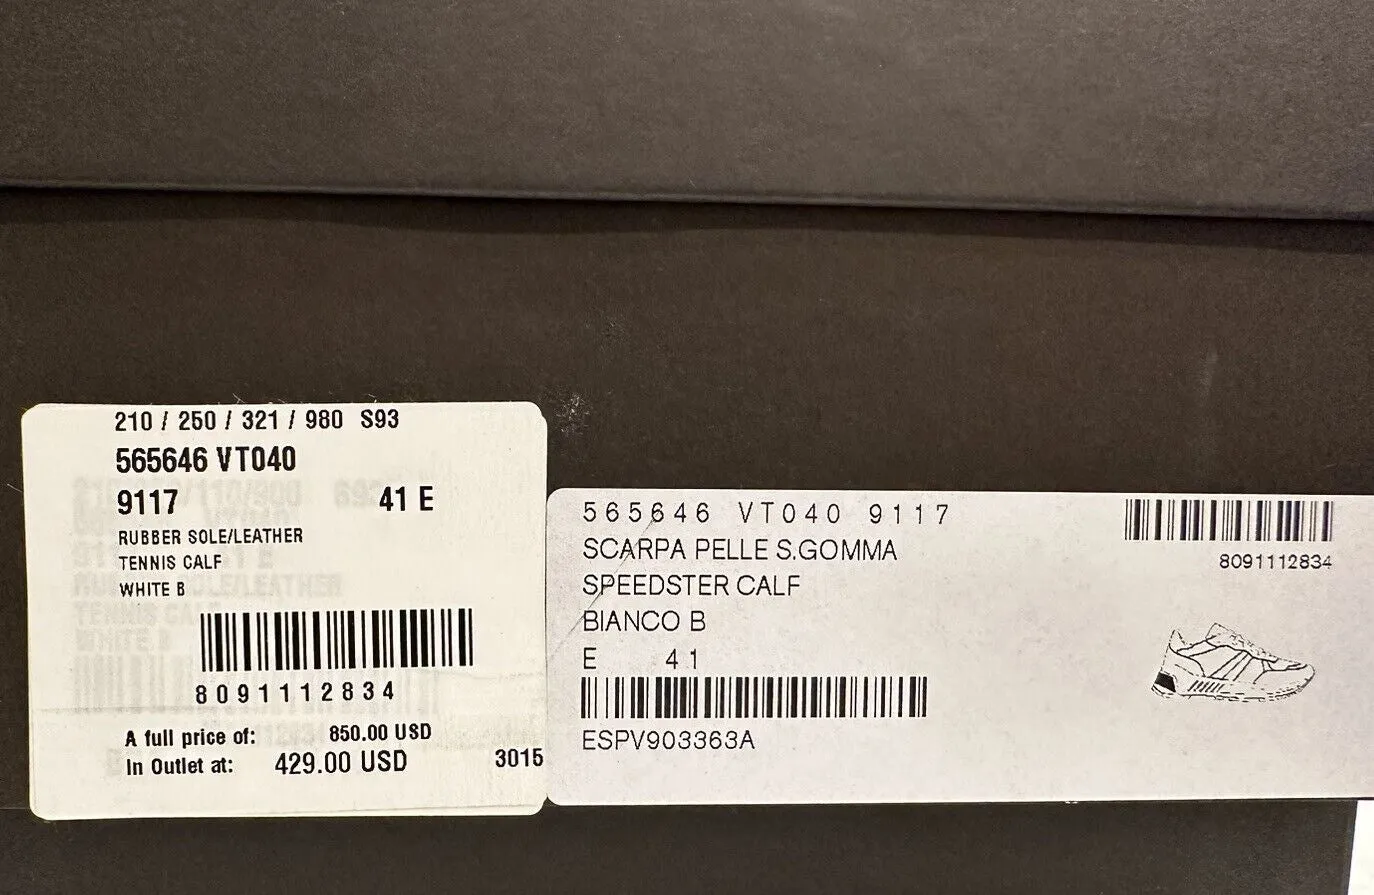 210 / 250 / 321 / 980 S93
565646 VT040
9117 41 E
RUBBER SOLE/LEATHER
TENNIS CALF
WHITE B
8091112834
A full price of: 850.00 USD
In Outlet at: 429.00 USD 3015
565646 VT040 9117
SCARPA PELLE S.GOMMA
SPEEDSTER CALF
BIANCO B
E 41
ESPV903363A
8091112834